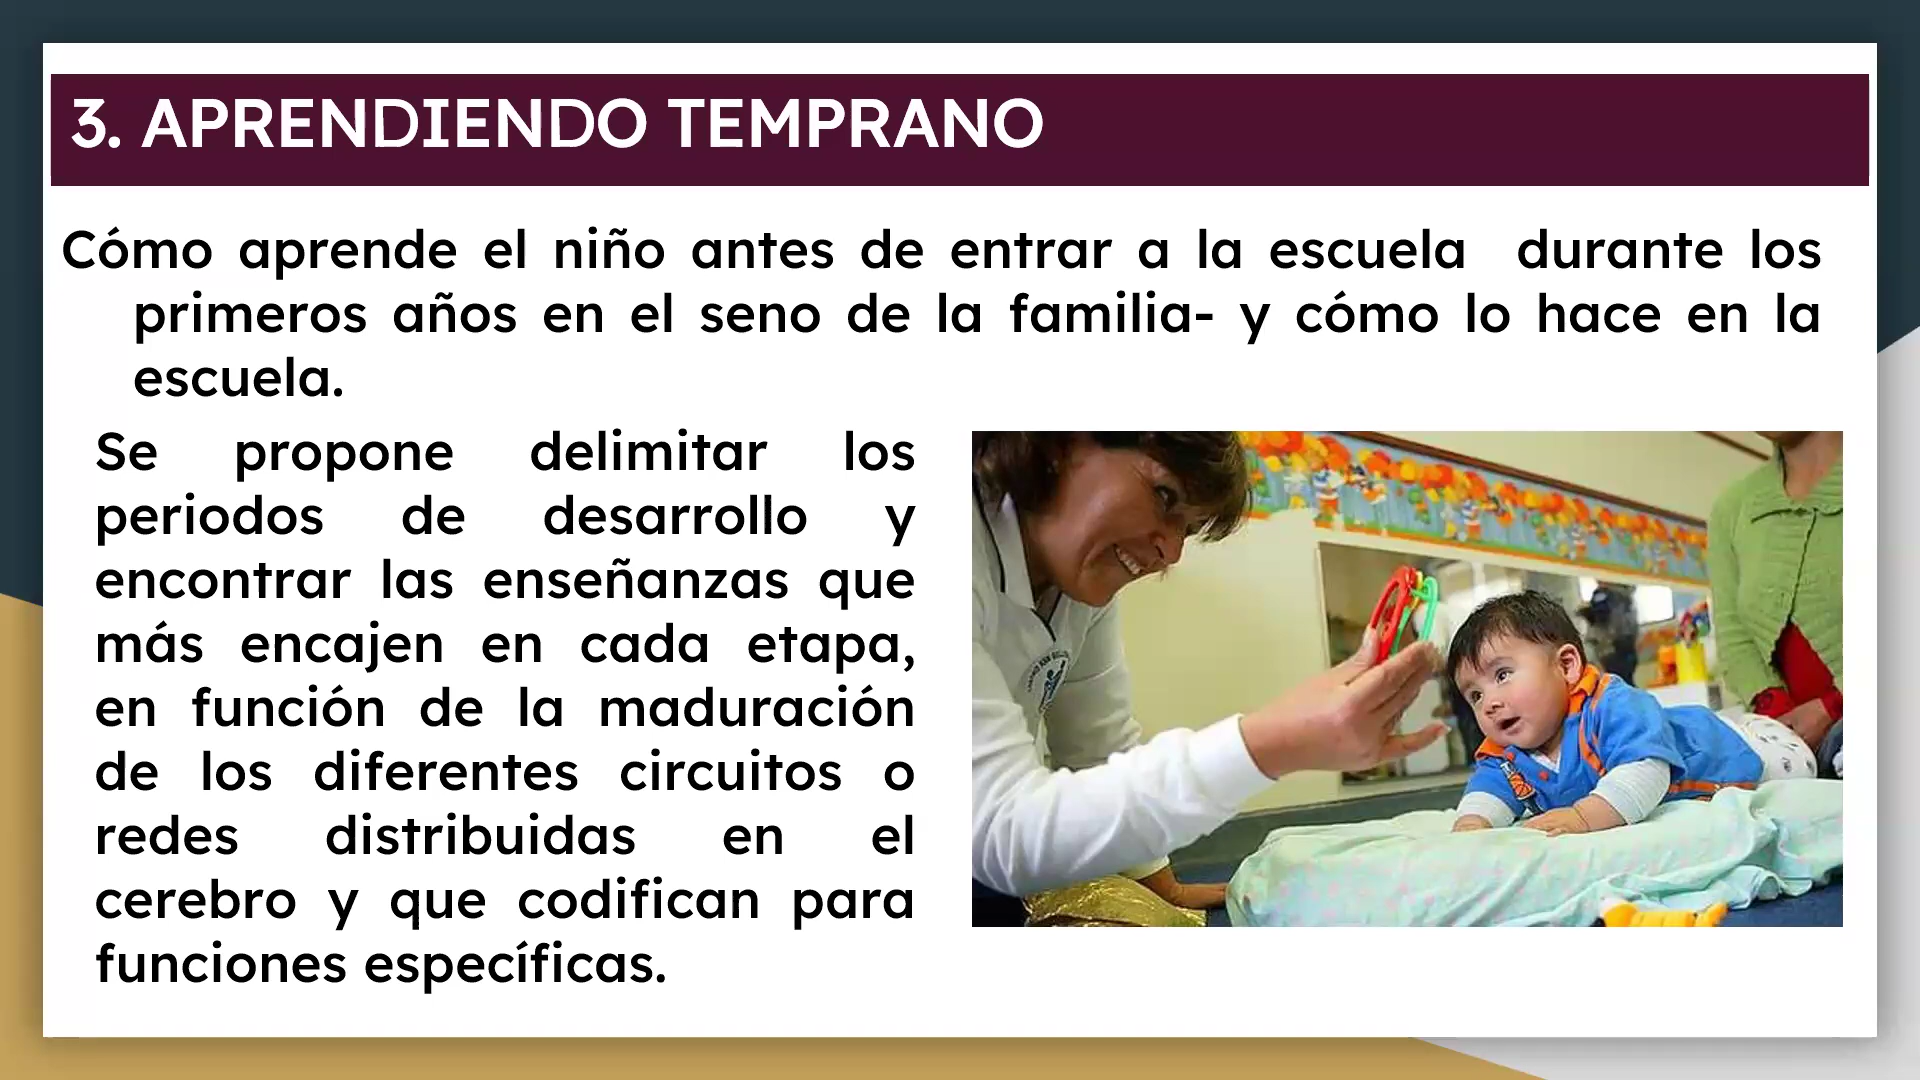 3. APRENDIENDO TEMPRANO
Cómo aprende el niño antes de entrar a la escuela durante los
primeros años en el seno de la familia- y cómo lo hace en la
escuela.
Se propone delimitar los
periodos de desarrollo y
encontrar las enseñanzas que
más encajen en cada etapa,
en función de la maduración
de los diferentes circuitos o
redes distribuidas en el
cerebro y que codifican para
funciones específicas.